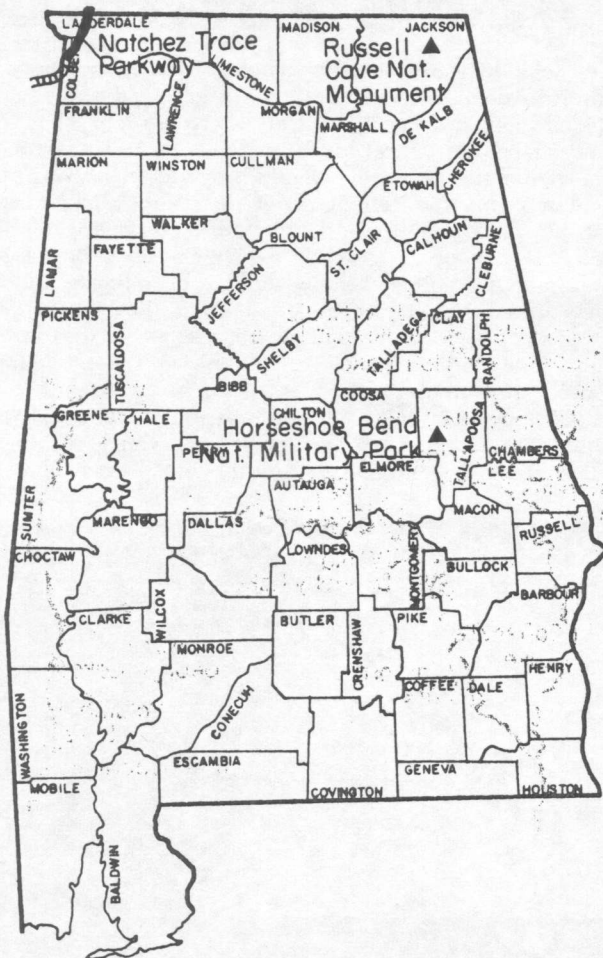 LAUDERDALE
MADISON
JACKSON
Natchez Trace
Parkway
Russell
Cave Nat.
Monument
COLBERT
LIMESTONE
FRANKLIN
LAWRENCE
MORGAN
MARSHALL
DE KALB
MARION
WINSTON
CULLMAN
CHEROKEE
ETOWAH
WALKER
BLOUNT
ST. CLAIR
CALHOUN
FAYETTE
LAMAR
JEFFERSON
CLEBURNE
PICKENS
TUSCALOOSA
SHELBY
TALLADEGA
CLAY
RANDOLPH
BIBB
GREENE
HALE
CHILTON
COOSA
Horseshoe Bend
Nat. Military Park
TALLAPOOSA
CHAMBERS
PERRY
ELMORE
LEE
AUTAUGA
SUMTER
MARENGO
DALLAS
MACON
RUSSELL
CHOCTAW
LOWNDES
MONTGOMERY
BULLOCK
BARBOUR
CLARKE
WILCOX
BUTLER
CRENSHAW
PIKE
MONROE
HENRY
WASHINGTON
CONECUH
COFFEE
DALE
ESCAMBIA
GENEVA
MOBILE
COVINGTON
HOUSTON
BALDWIN